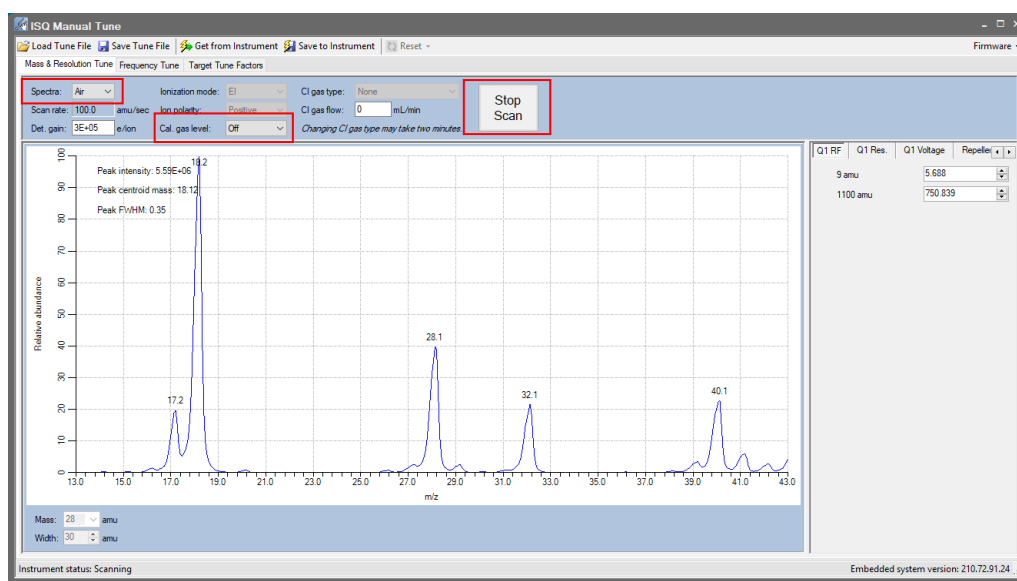 ISQ Manual Tune
Load Tune File Save Tune File Get from Instrument Save to Instrument Reset Firmware
Mass & Resolution Tune Frequency Tune Target Tune Factors
Spectra: Air Ionization mode: EI CI gas type: None
Scan rate: 100.0 amu/sec Ion polarity: Positive CI gas flow: 0 mL/min
Det. gain: 3E+05 e/Ion Cal. gas level: Off Changing CI gas type may take two minutes.
Stop
Scan
Q1 RF Q1 Res. Q1 Voltage Repeller
9 amu 5.688
1100 amu 750.839
Peak intensity: 5.59E+06
Peak centroid mass: 18.12
Peak FWHM: 0.35
18.2
17.2
28.1
32.1
40.1
Relative abundance
100
90
80
70
60
50
40
30
20
10
0
13.0 15.0 17.0 19.0 21.0 23.0 25.0 27.0 29.0 31.0 33.0 35.0 37.0 39.0 41.0 43.0
m/z
Mass: 28 amu
Width: 30 amu
Instrument status: Scanning Embedded system version: 210.72.91.24